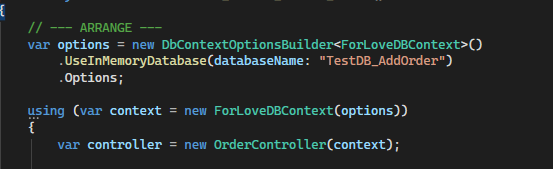 {
// --- ARRANGE ---
var options = new DbContextOptionsBuilder<ForLoveDBContext>()
.UseInMemoryDatabase(databaseName: "TestDB_AddOrder")
.Options;
using (var context = new ForLoveDBContext(options))
{
var controller = new OrderController(context);